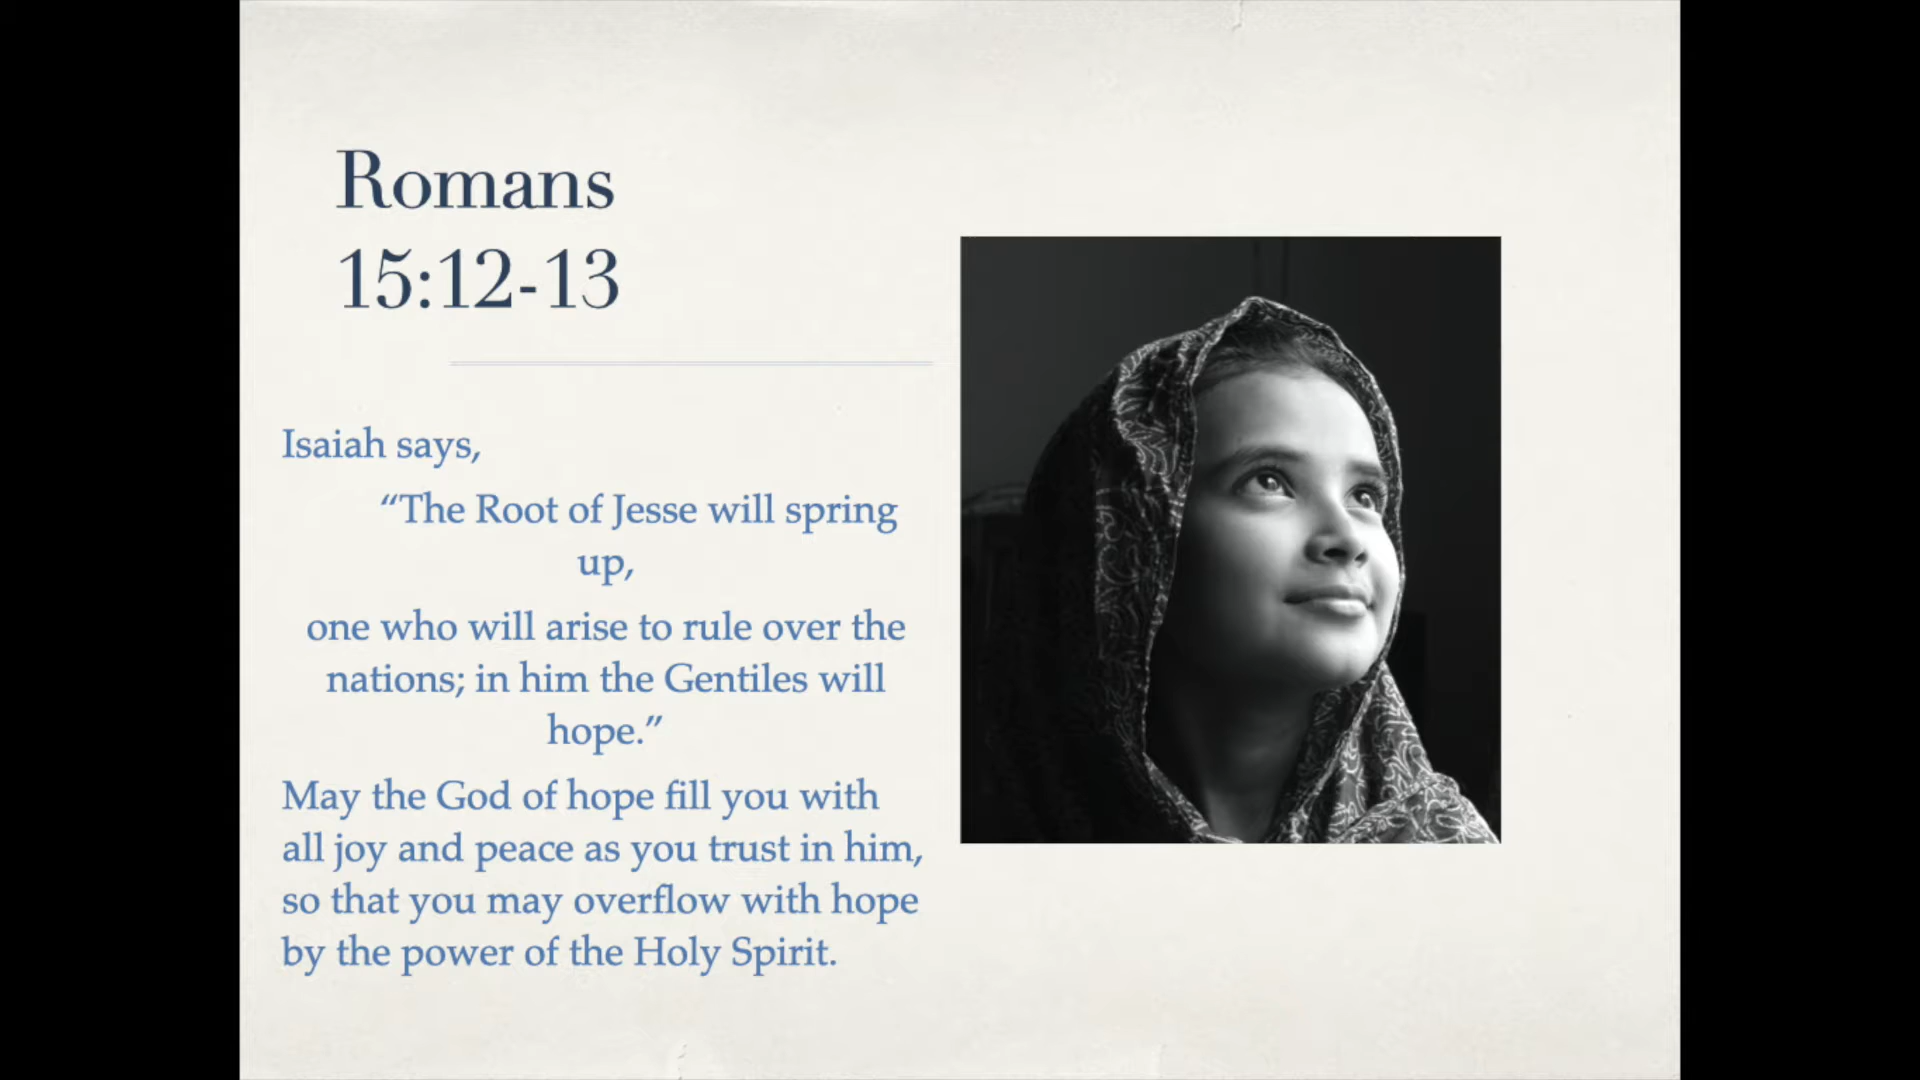 Romans
15:12-13
Isaiah says,
“The Root of Jesse will spring
up,
one who will arise to rule over the
nations; in him the Gentiles will
hope.”
May the God of hope fill you with
all joy and peace as you trust in him,
so that you may overflow with hope
by the power of the Holy Spirit.